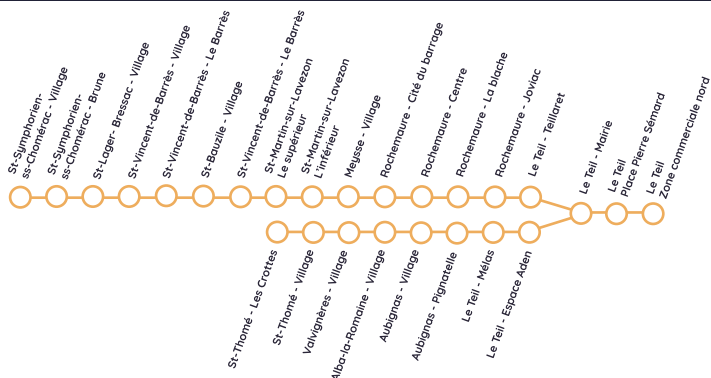 St-Symphorien-
ss-Chomérac - Village
St-Symphorien-
ss-Chomérac - Brune
St-Lager- Bressac - Village
St-Vincent-de-Barrès - Village
St-Vincent-de-Barrès - Le Barrès
St-Bauzile - Village
St-Vincent-de-Barrès - Le Barrès
St-Martin-sur-Lavezon
Le supérieur
St-Martin-sur-Lavezon
L'inférieur
Meysse - Village
Rochemaure - Cité du barrage
Rochemaure - Centre
Rochemaure - La blache
Rochemaure - Joviac
Le Teil - Teillaret
Le Teil - Mairie
Le Teil
Place Pierre Sémard
Le Teil
Zone commerciale nord
St-Thomé - Les Crottes
St-Thomé - Village
Valvignères - Village
Alba-la-Romaine - Village
Aubignas - Village
Aubignas - Pignatelle
Le Teil - Mélas
Le Teil - Espace Aden